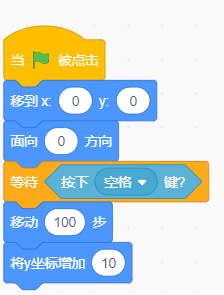 当 被点击
移到 x: 0 y: 0
面向 0 方向
等待 按下 空格 键?
移动 100 步
将y坐标增加 10